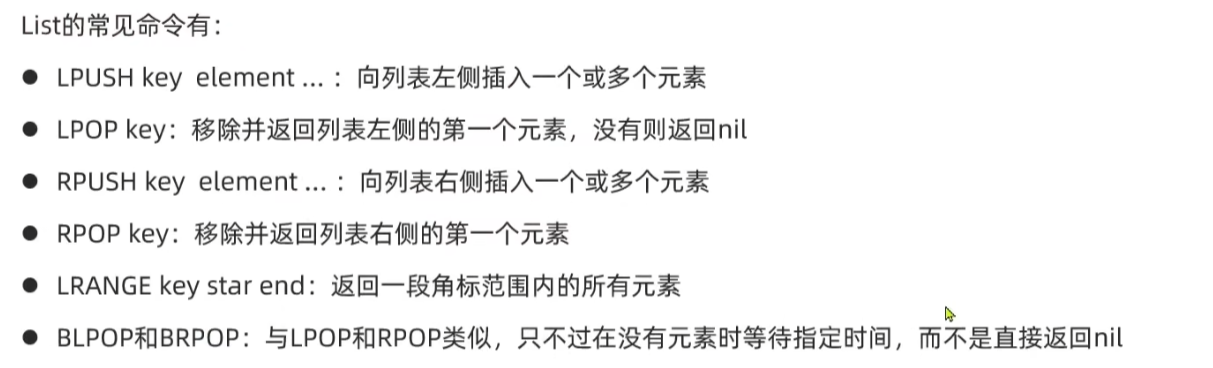 List的常见命令有：
● LPUSH key element ... ：向列表左侧插入一个或多个元素
● LPOP key：移除并返回列表左侧的第一个元素，没有则返回nil
● RPUSH key element ... ：向列表右侧插入一个或多个元素
● RPOP key：移除并返回列表右侧的第一个元素
● LRANGE key star end：返回一段角标范围内的所有元素
● BLPOP和BRPOP：与LPOP和RPOP类似，只不过在没有元素时等待指定时间，而不是直接返回nil